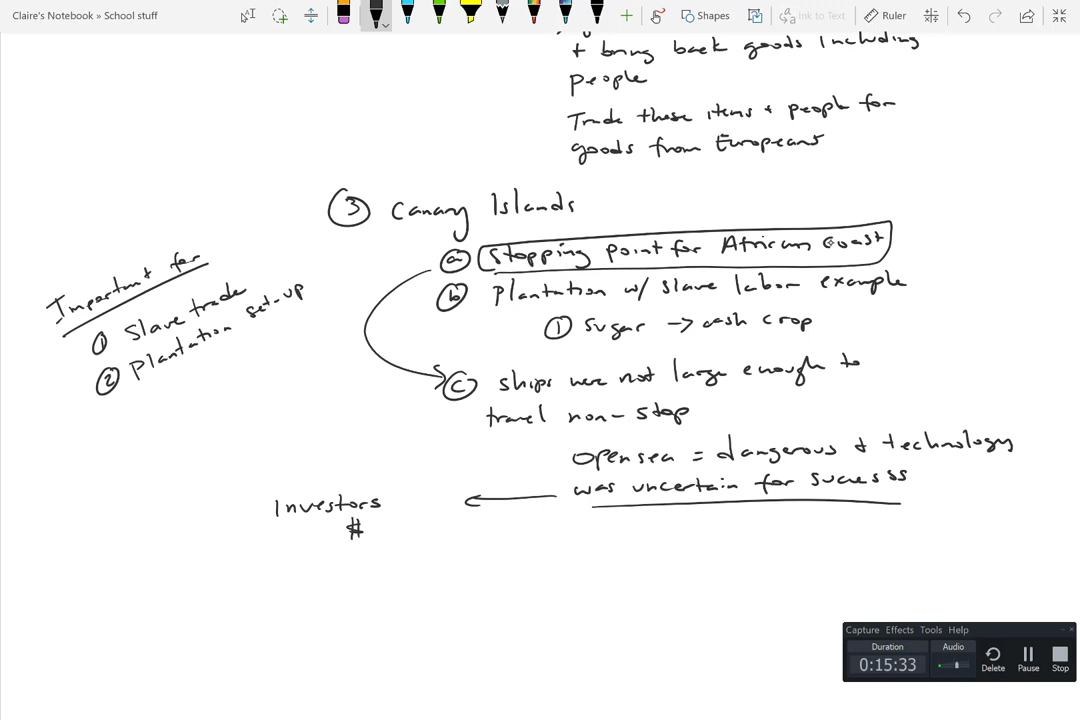 Claire's Notebook » School stuff
Shapes
Ink to Text
Ruler
+ bring back goods Including
people
Trade these items + people for
goods from Europeans
③ Canary Islands
ⓐ Stopping Point for African Coast
ⓑ Plantation w/ slave labor example
① Sugar → cash crop
ⓒ Ships were not large enough to
travel non-stop
Open sea = dangerous & technology
was uncertain for sucesss
Important for
① Slave trade
② Plantation set-up
Investors
$
Capture Effects Tools Help
Duration
Audio
0:15:33
Delete
Pause
Stop